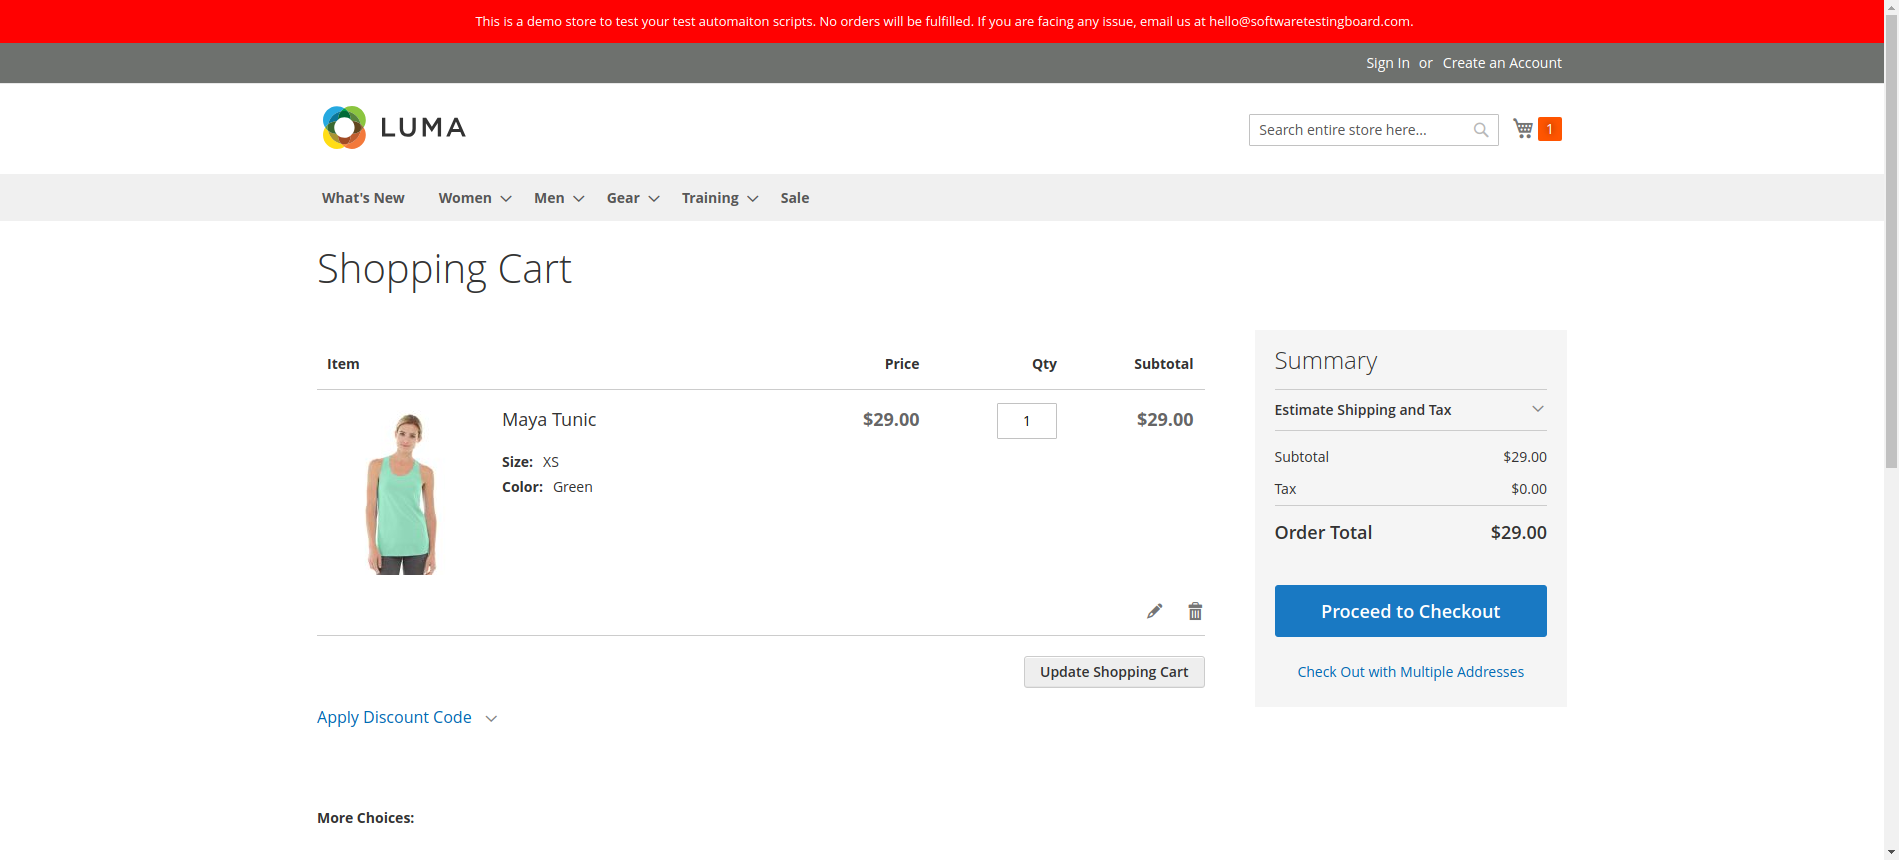 This is a demo store to test your test automaiton scripts. No orders will be fulfilled. If you are facing any issue, email us at hello@softwaretestingboard.com.
Sign In or Create an Account
LUMA
Search entire store here...
1
What's New Women Men Gear Training Sale
Shopping Cart
Item Price Qty Subtotal
Maya Tunic $29.00 1 $29.00
Size: XS
Color: Green
Update Shopping Cart
Apply Discount Code
More Choices:
Summary
Estimate Shipping and Tax
Subtotal $29.00
Tax $0.00
Order Total $29.00
Proceed to Checkout
Check Out with Multiple Addresses